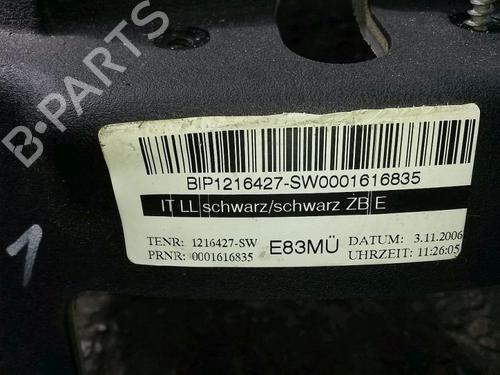 B-PARTS
BIP1216427-SW0001616835
IT LL schwarz/schwarz ZB E
TENR: 1216427-SW
PRNR: 0001616835
E83MÜ
DATUM: 3.11.2006
UHRZEIT: 11:26:05
1